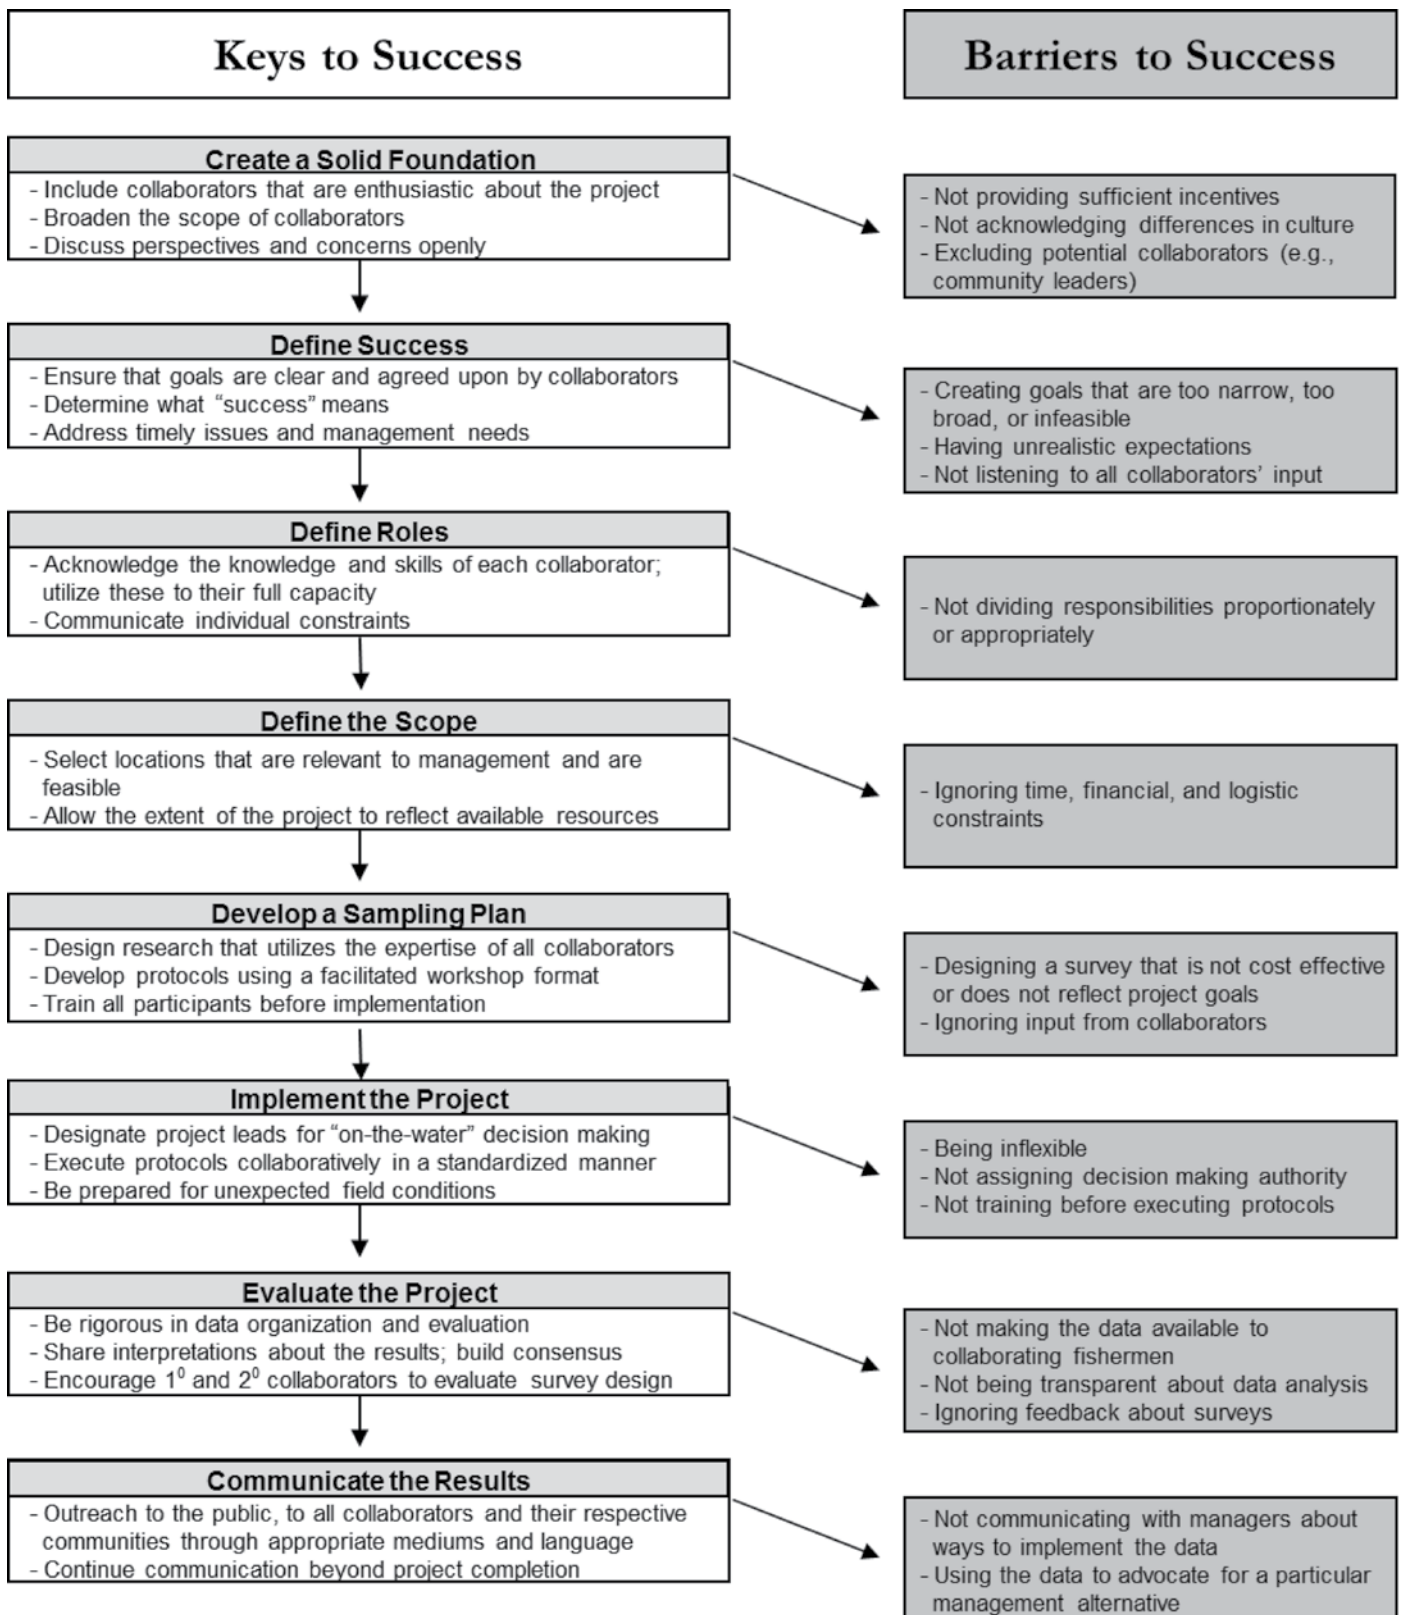 Keys to Success
Barriers to Success
Create a Solid Foundation
- Include collaborators that are enthusiastic about the project
- Broaden the scope of collaborators
- Discuss perspectives and concerns openly
- Not providing sufficient incentives
- Not acknowledging differences in culture
- Excluding potential collaborators (e.g.,
community leaders)
Define Success
- Ensure that goals are clear and agreed upon by collaborators
- Determine what “success” means
- Address timely issues and management needs
- Creating goals that are too narrow, too
broad, or infeasible
- Having unrealistic expectations
- Not listening to all collaborators’ input
Define Roles
- Acknowledge the knowledge and skills of each collaborator;
utilize these to their full capacity
- Communicate individual constraints
- Not dividing responsibilities proportionately
or appropriately
Define the Scope
- Select locations that are relevant to management and are
feasible
- Allow the extent of the project to reflect available resources
- Ignoring time, financial, and logistic
constraints
Develop a Sampling Plan
- Design research that utilizes the expertise of all collaborators
- Develop protocols using a facilitated workshop format
- Train all participants before implementation
- Designing a survey that is not cost effective
or does not reflect project goals
- Ignoring input from collaborators
Implement the Project
- Designate project leads for “on-the-water” decision making
- Execute protocols collaboratively in a standardized manner
- Be prepared for unexpected field conditions
- Being inflexible
- Not assigning decision making authority
- Not training before executing protocols
Evaluate the Project
- Be rigorous in data organization and evaluation
- Share interpretations about the results; build consensus
- Encourage 1⁰ and 2⁰ collaborators to evaluate survey design
- Not making the data available to
collaborating fishermen
- Not being transparent about data analysis
- Ignoring feedback about surveys
Communicate the Results
- Outreach to the public, to all collaborators and their respective
communities through appropriate mediums and language
- Continue communication beyond project completion
- Not communicating with managers about
ways to implement the data
- Using the data to advocate for a particular
management alternative